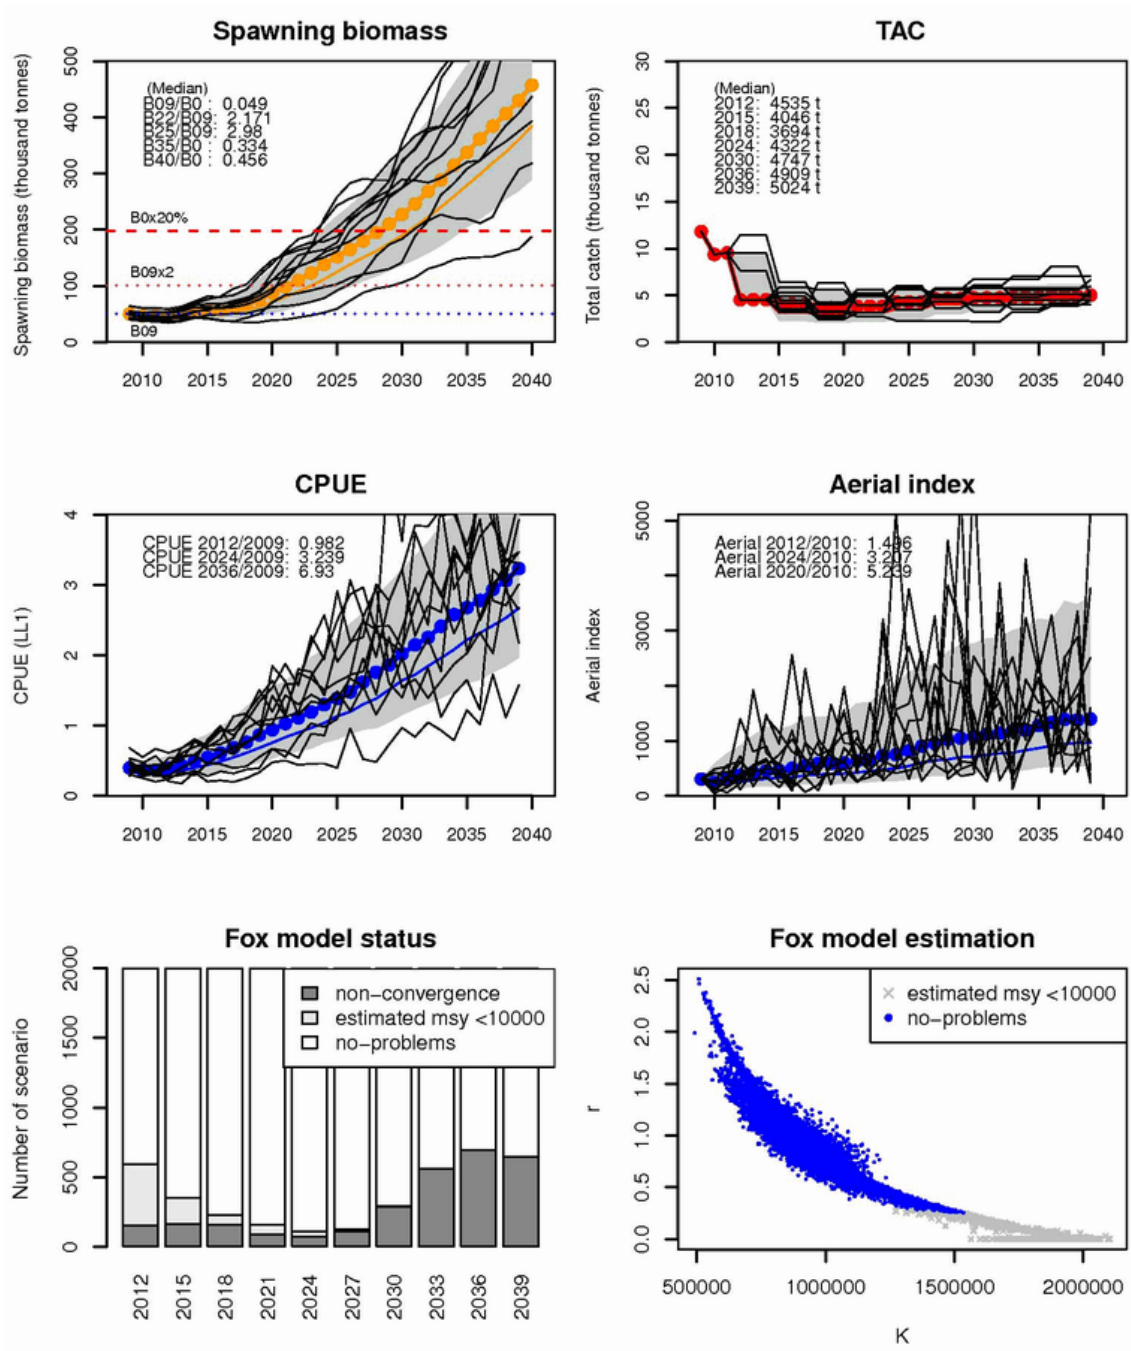 Spawning biomass
Spawning biomass (thousand tonnes)
500
400
300
200
100
0
(Median)
B09/B0 : 0.049
B22/B09: 2.171
B25/B09: 2.98
B35/B0 : 0.334
B40/B0 : 0.456
B0x20%
B09x2
B09
2010 2015 2020 2025 2030 2035 2040
TAC
Total catch (thousand tonnes)
30
25
20
15
10
5
0
(Median)
2012: 4535 t
2015: 4046 t
2018: 3694 t
2024: 4322 t
2030: 4747 t
2036: 4909 t
2039: 5024 t
2010 2015 2020 2025 2030 2035 2040
CPUE
CPUE (LL1)
4
3
2
1
0
CPUE 2012/2009: 0.982
CPUE 2024/2009: 3.239
CPUE 2036/2009: 6.93
2010 2015 2020 2025 2030 2035 2040
Aerial index
Aerial index
5000
3000
1000
0
Aerial 2012/2010:
Aerial 2024/2010:
Aerial 2020/2010:
2010 2015 2020 2025 2030 2035 2040
Fox model status
Number of scenario
2000
1500
1000
500
0
non−convergence
estimated msy <10000
no−problems
2012 2015 2018 2021 2024 2027 2030 2033 2036 2039
Fox model estimation
r
2.5
2.0
1.5
1.0
0.5
0.0
estimated msy <10000
no−problems
500000 1000000 1500000 2000000
K